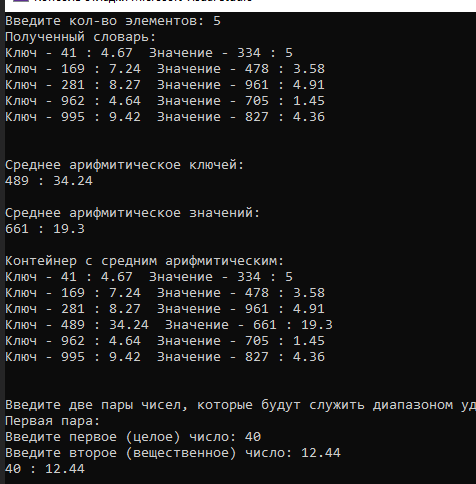 Введите кол-во элементов: 5
Полученный словарь:
Ключ - 41 : 4.67  Значение - 334 : 5
Ключ - 169 : 7.24  Значение - 478 : 3.58
Ключ - 281 : 8.27  Значение - 961 : 4.91
Ключ - 962 : 4.64  Значение - 705 : 1.45
Ключ - 995 : 9.42  Значение - 827 : 4.36
Среднее арифмитическое ключей:
489 : 34.24
Среднее арифмитическое значений:
661 : 19.3
Контейнер с средним арифмитическим:
Ключ - 41 : 4.67  Значение - 334 : 5
Ключ - 169 : 7.24  Значение - 478 : 3.58
Ключ - 281 : 8.27  Значение - 961 : 4.91
Ключ - 489 : 34.24  Значение - 661 : 19.3
Ключ - 962 : 4.64  Значение - 705 : 1.45
Ключ - 995 : 9.42  Значение - 827 : 4.36
Введите две пары чисел, которые будут служить диапазоном уд
Первая пара:
Введите первое (целое) число: 40
Введите второе (вещественное) число: 12.44
40 : 12.44